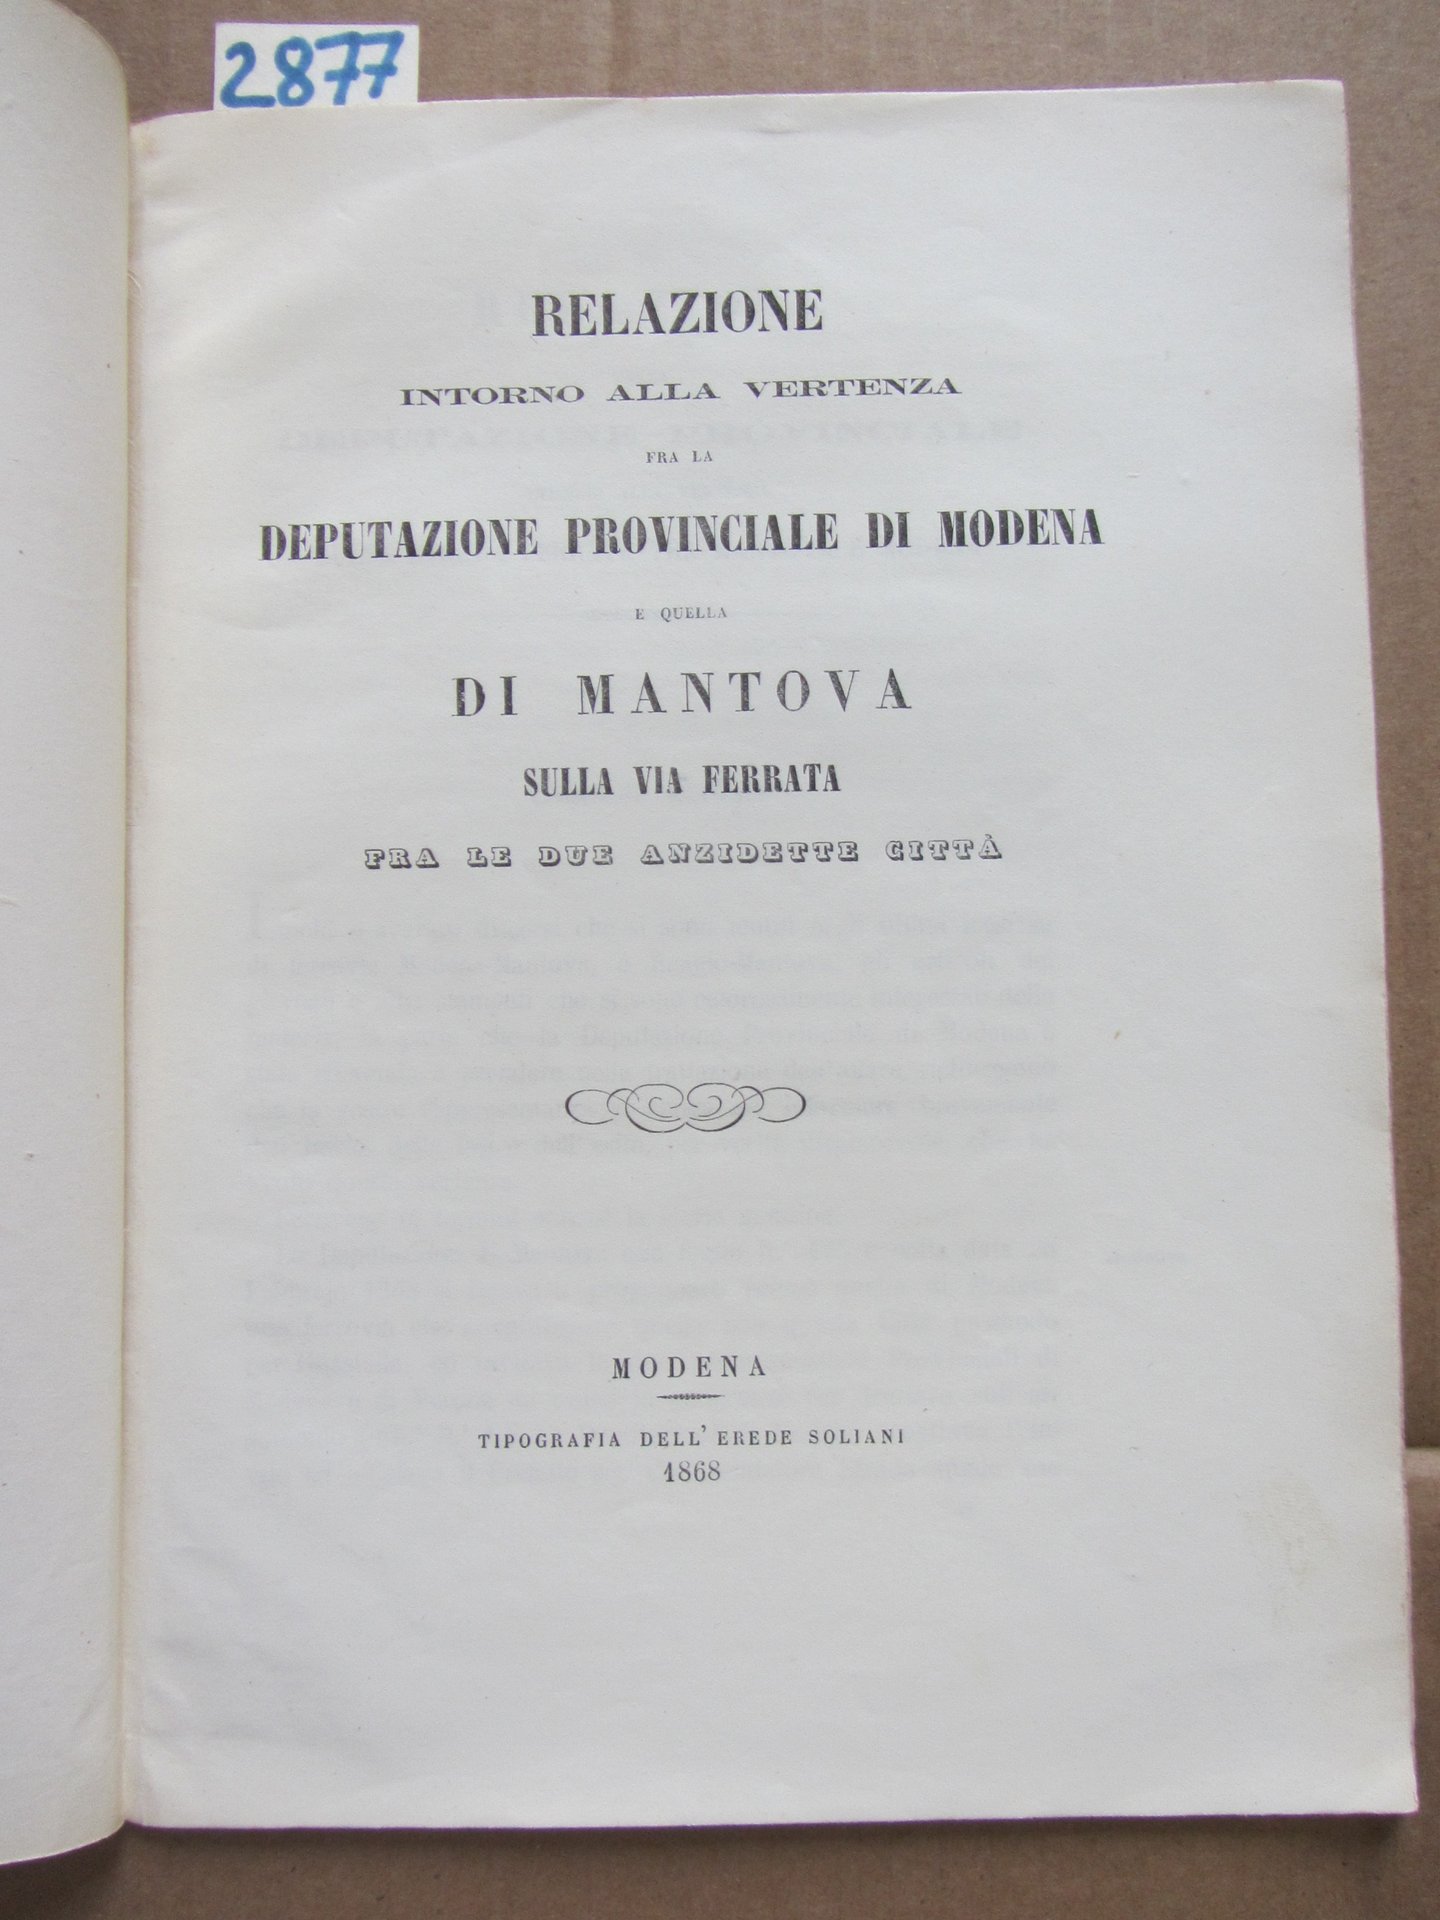 2877
RELAZIONE
INTORNO ALLA VERTENZA
FRA LA
DEPUTAZIONE PROVINCIALE DI MODENA
E QUELLA
DI MANTOVA
SULLA VIA FERRATA
FRA LE DUE ANZIDETTE CITTÀ
MODENA
TIPOGRAFIA DELL' EREDE SOLIANI
1868